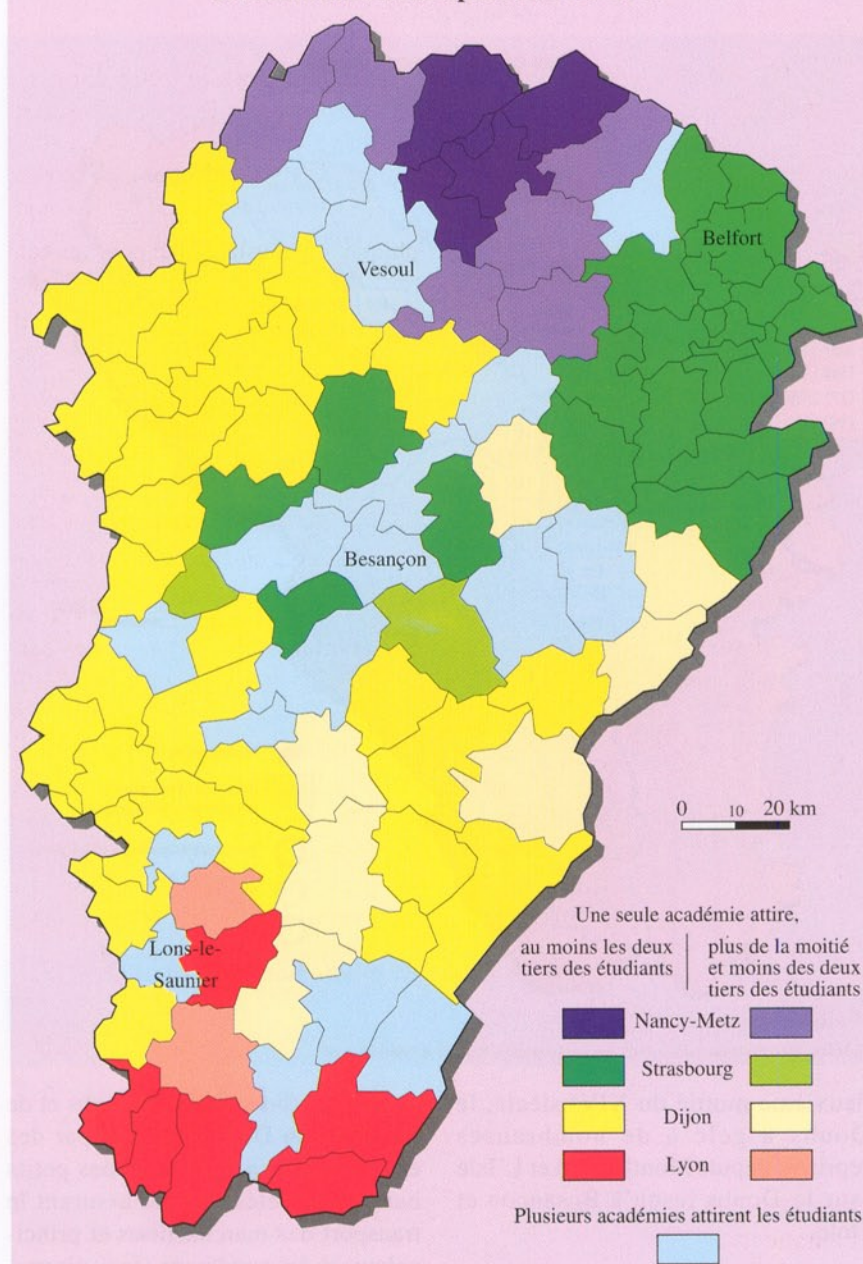 Vesoul
Belfort
Besançon
Lons-le-
Saunier
0 10 20 km
Une seule académie attire,
au moins les deux
tiers des étudiants
plus de la moitié
et moins des deux
tiers des étudiants
Nancy-Metz
Strasbourg
Dijon
Lyon
Plusieurs académies attirent les étudiants